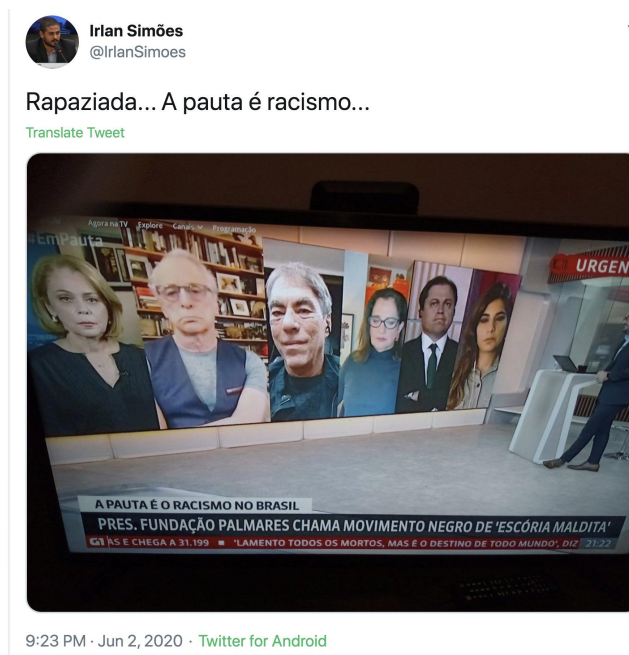 Irlan Simões
@IrlanSimoes
Rapaziada... A pauta é racismo...
Translate Tweet
Agora na TV Explore Canais Programação
#EmPauta
URGEN
A PAUTA É O RACISMO NO BRASIL
PRES. FUNDAÇÃO PALMARES CHAMA MOVIMENTO NEGRO DE 'ESCÓRIA MALDITA'
G1 AS E CHEGA A 31.199 ■ 'LAMENTO TODOS OS MORTOS, MAS É O DESTINO DE TODO MUNDO', DIZ 21:22
9:23 PM · Jun 2, 2020 · Twitter for Android